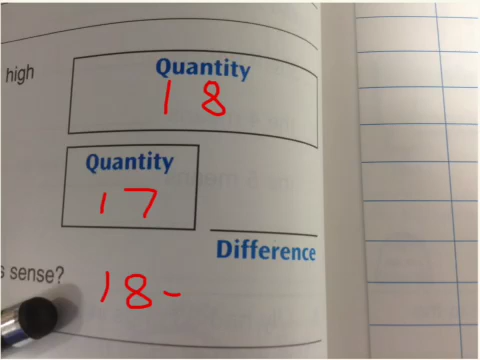 high
Quantity
18
Quantity
17
Difference
sense?
18-